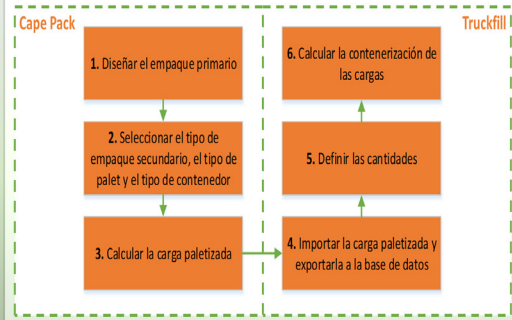 Cape Pack
Truckfill
1. Diseñar el empaque primario
2. Seleccionar el tipo de
empaque secundario, el tipo de
palet y el tipo de contenedor
3. Calcular la carga paletizada
4. Importar la carga paletizada y
exportarla a la base de datos
5. Definir las cantidades
6. Calcular la contenerización de
las cargas